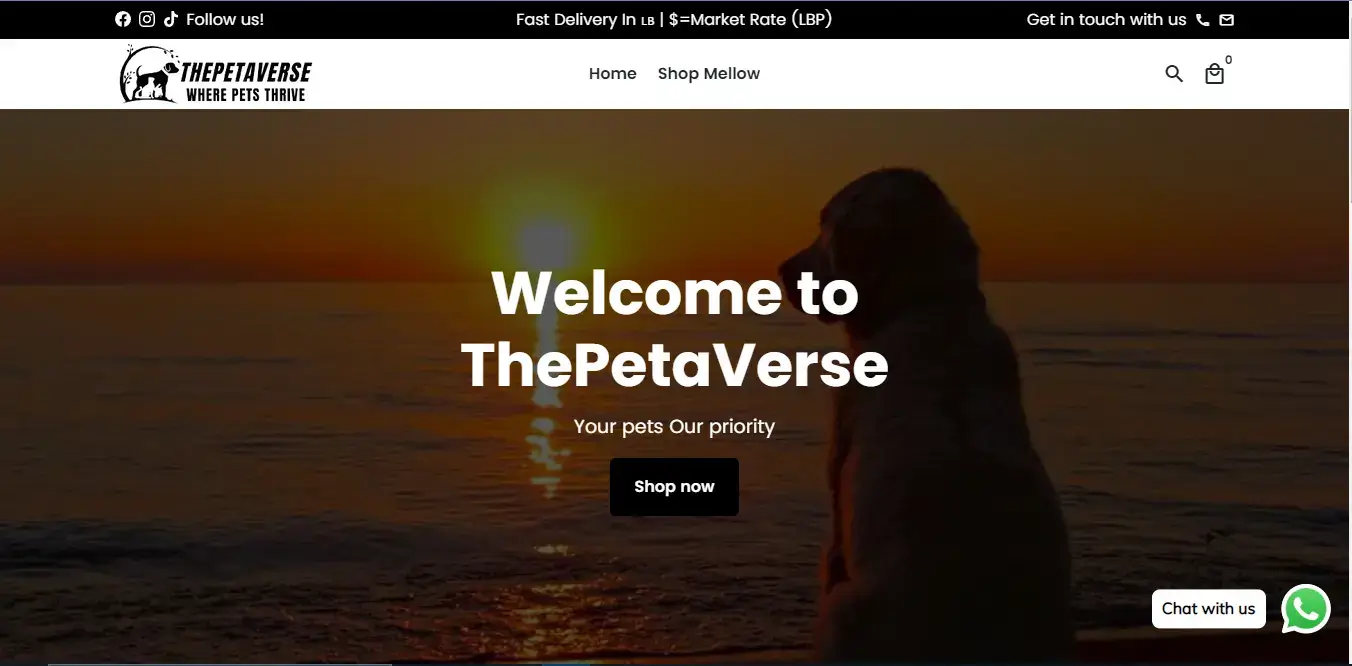 Follow us!
Fast Delivery In LB | $=Market Rate (LBP)
Get in touch with us
THEPETAVERSE
WHERE PETS THRIVE
Home
Shop Mellow
0
Welcome to
ThePetaVerse
Your pets Our priority
Shop now
Chat with us